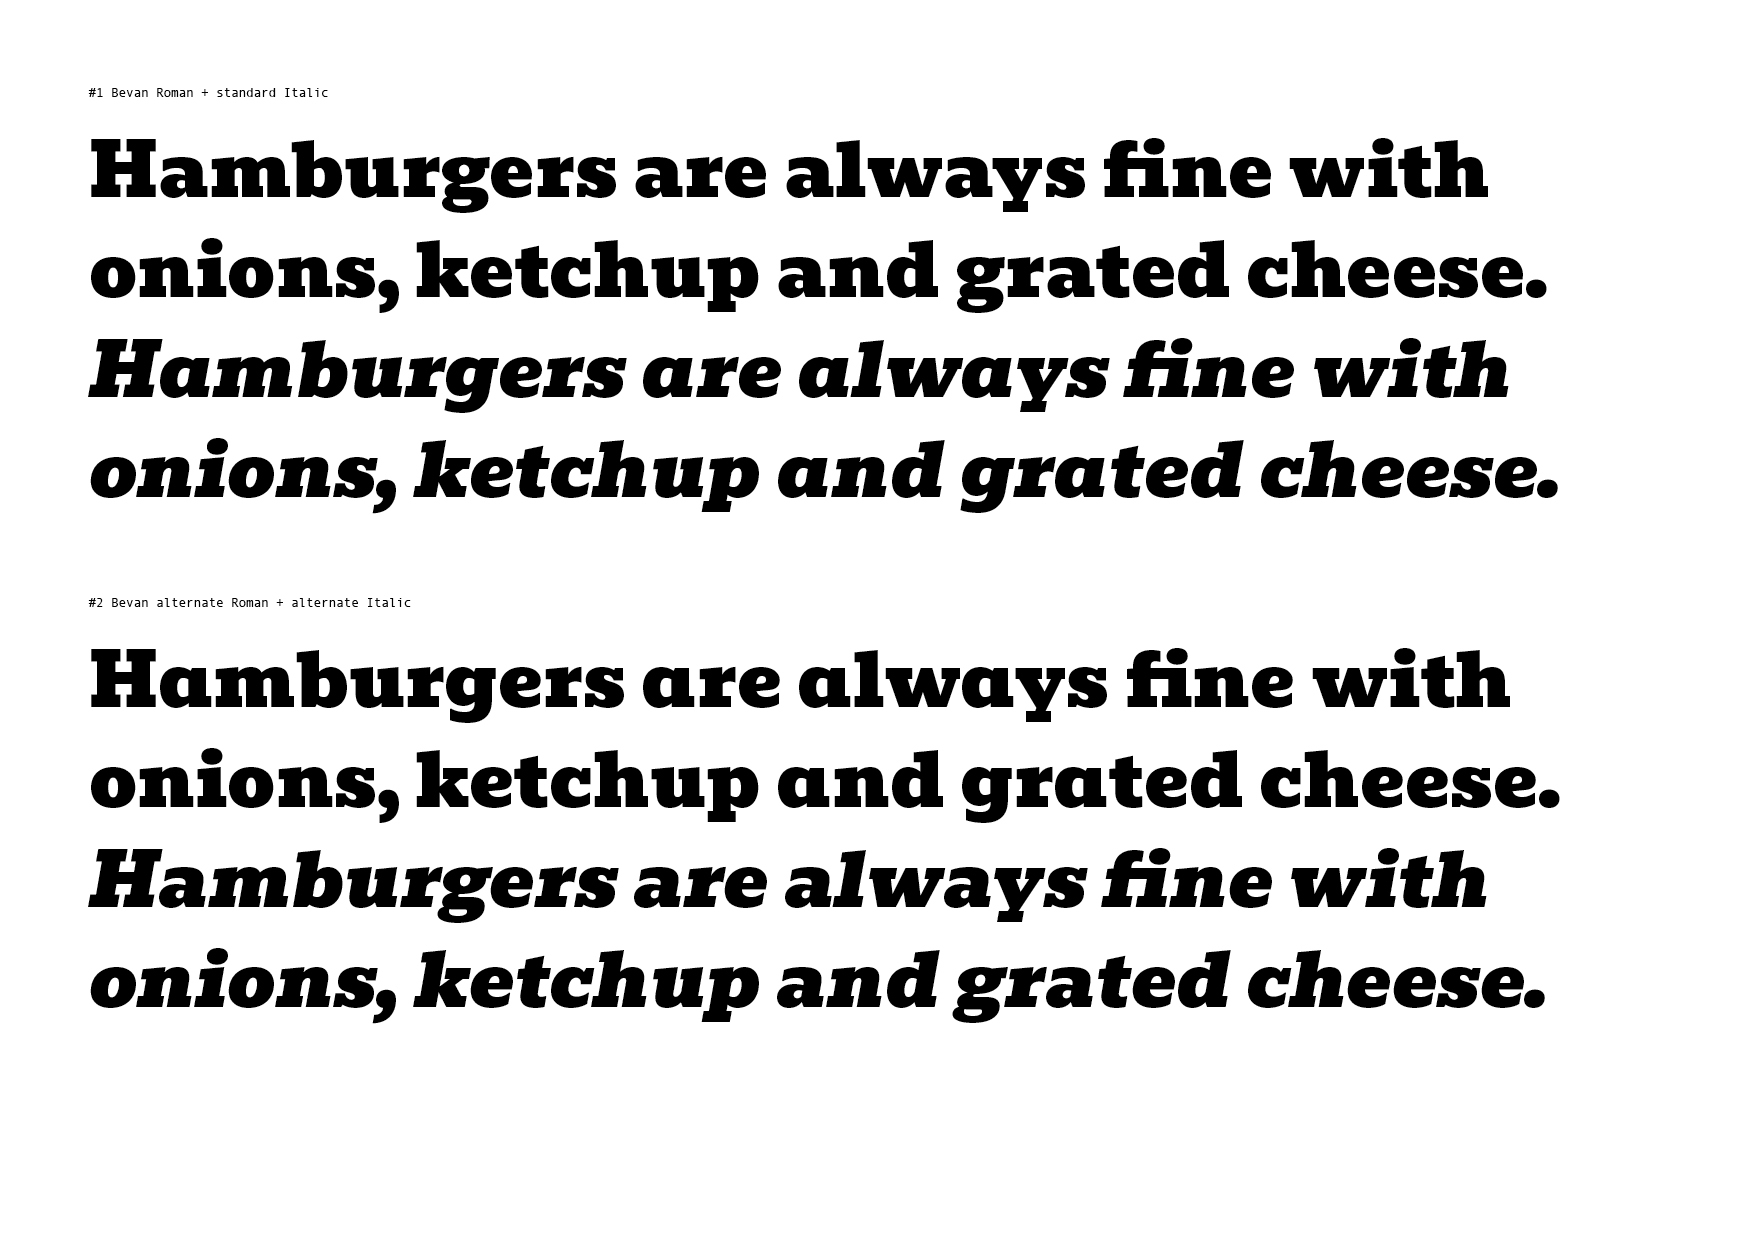 #1 Bevan Roman + standard Italic
Hamburgers are always fine with
onions, ketchup and grated cheese.
Hamburgers are always fine with
onions, ketchup and grated cheese.
#2 Bevan alternate Roman + alternate Italic
Hamburgers are always fine with
onions, ketchup and grated cheese.
Hamburgers are always fine with
onions, ketchup and grated cheese.